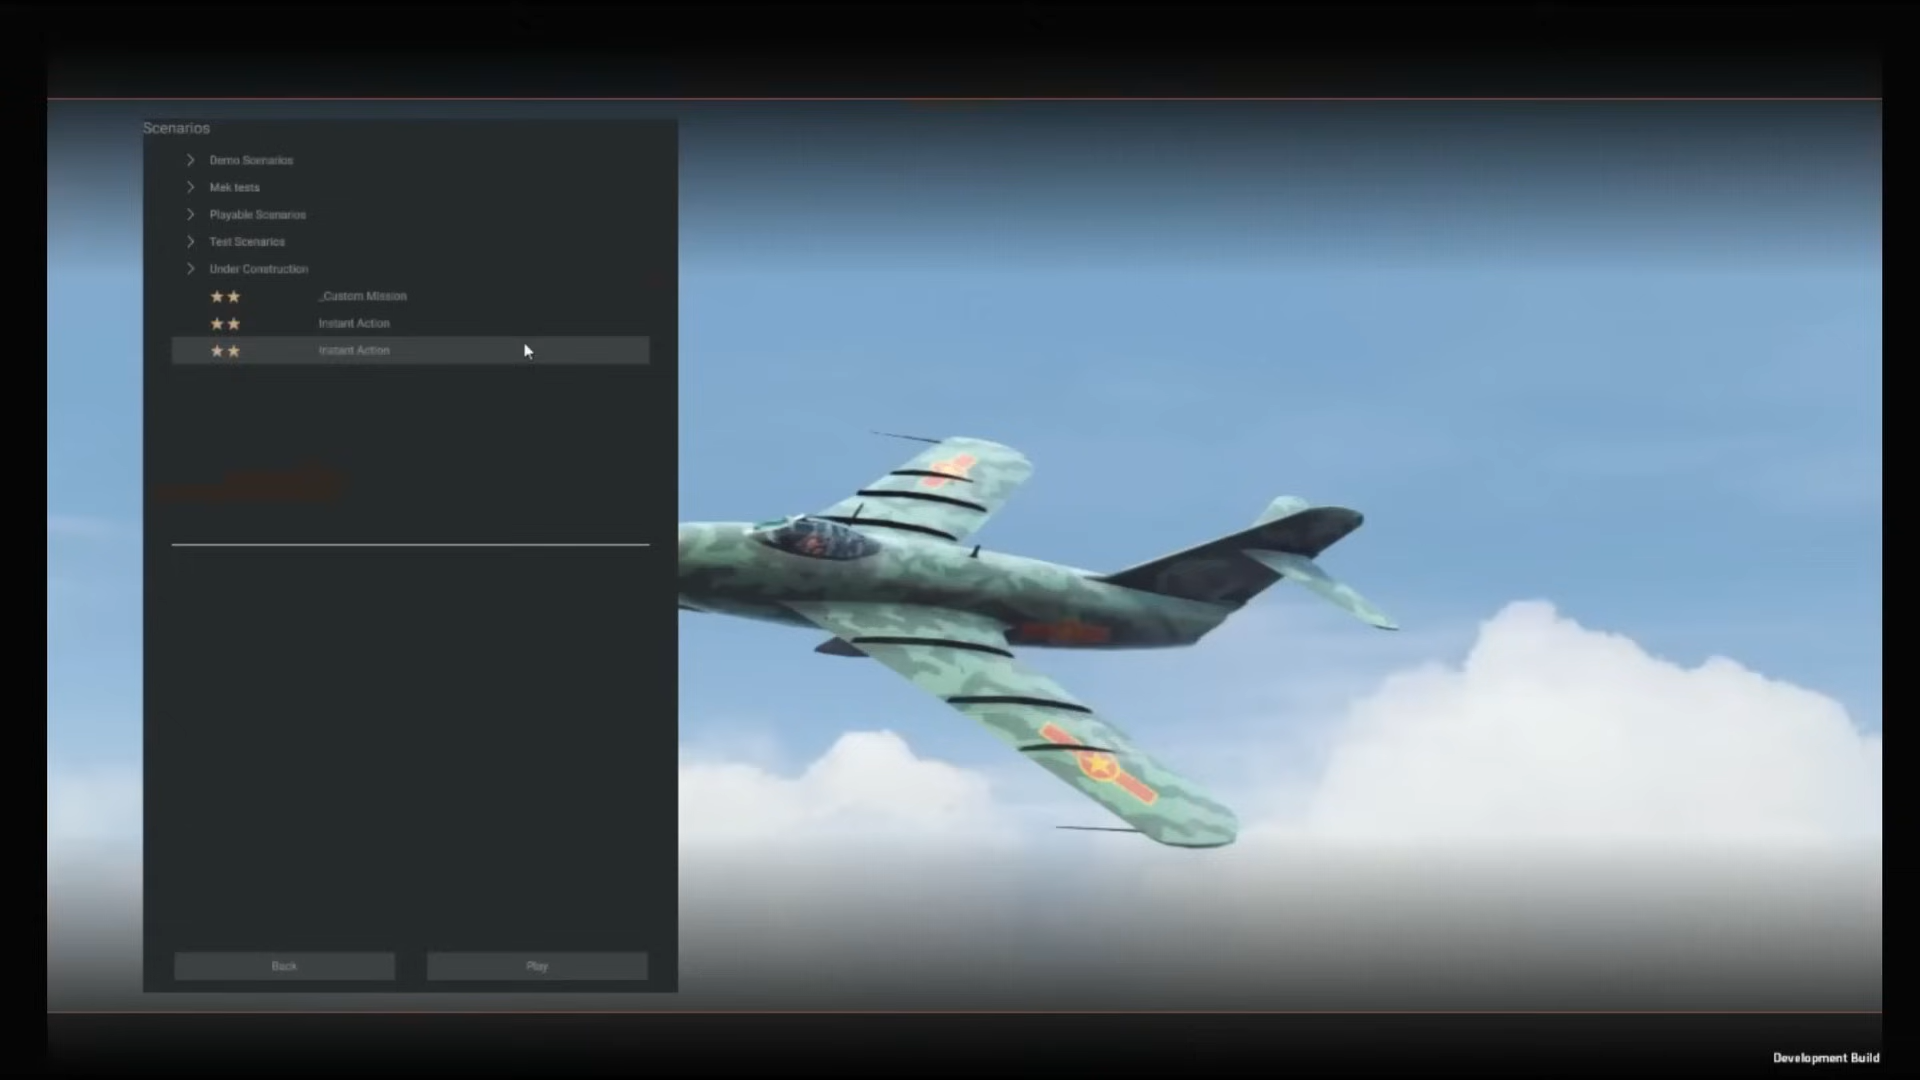 Scenarios
Demo Scenarios
Mek tests
Playable Scenarios
Test Scenarios
Under Construction
_Custom Mission
Instant Action
Instant Action
Back
Play
Development Build